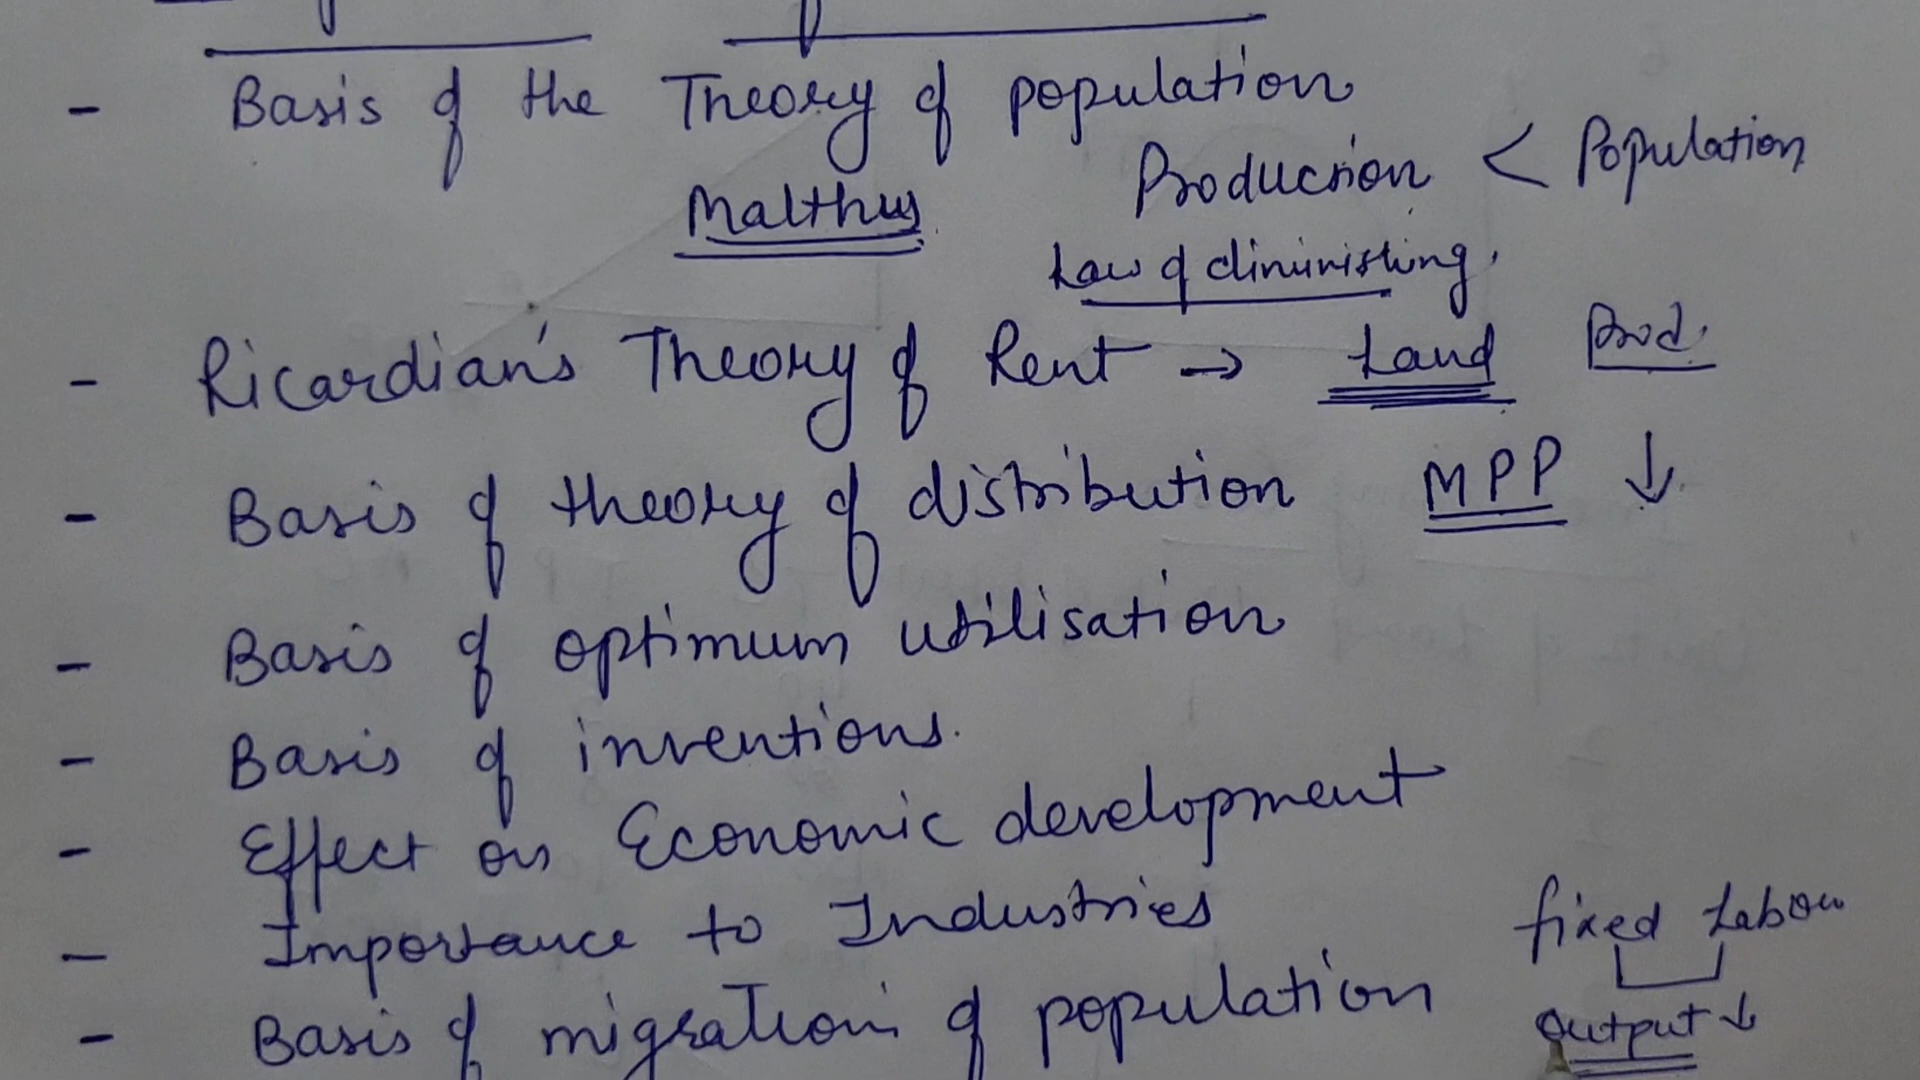 - Basis of the Theory of population
Malthus
Production < Population
Law of diminishing
- Ricardian's Theory of Rent → Land Prod.
- Basis of theory of distribution MPP ↓
- Basis of optimum utilisation
- Basis of inventions.
- Effect on Economic development
- Importance to Industries
fixed Labou
- Basis of migration of population
output ↓